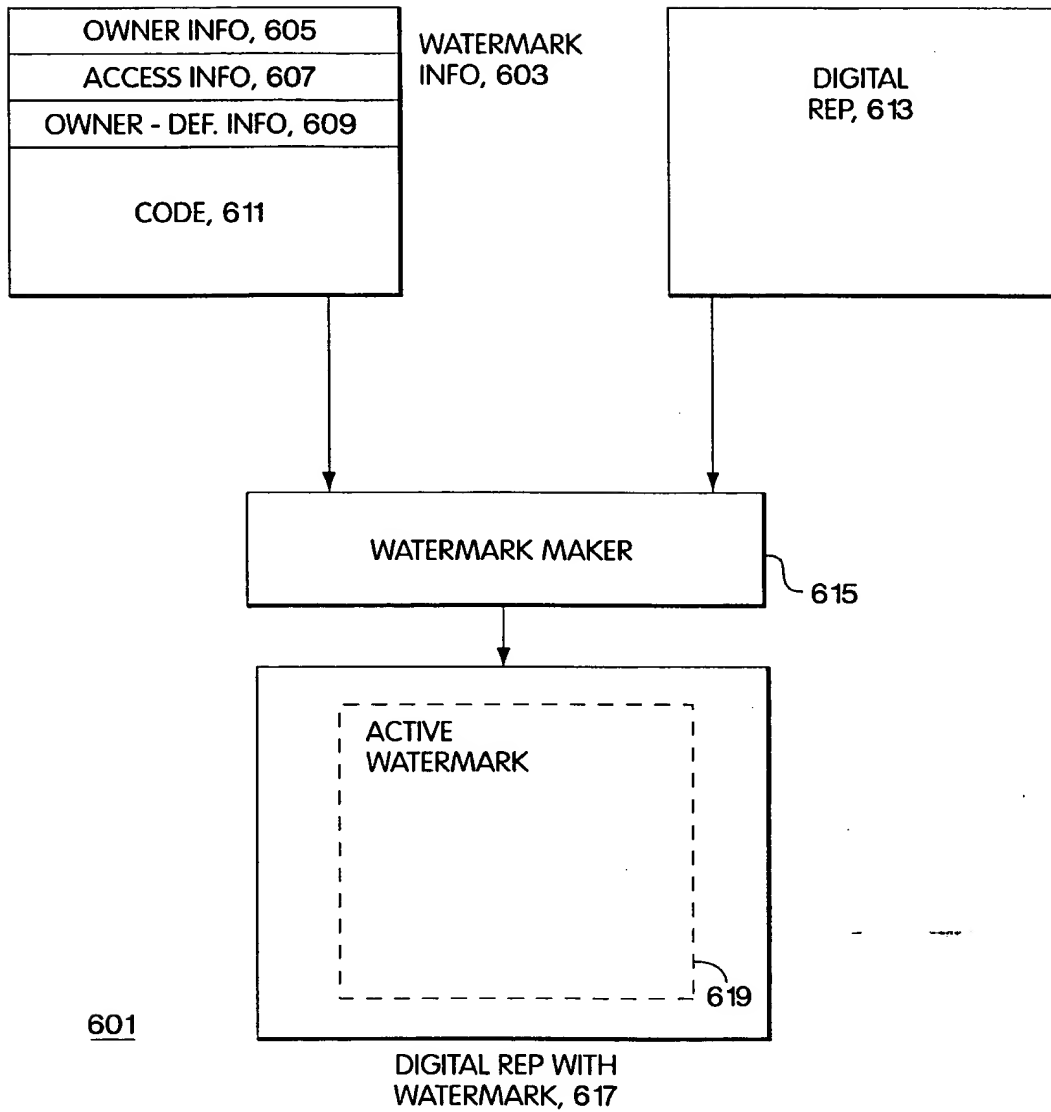 OWNER INFO, 605
ACCESS INFO, 607
OWNER - DEF. INFO, 609
CODE, 611
WATERMARK
INFO, 603
DIGITAL
REP, 613
WATERMARK MAKER
615
ACTIVE
WATERMARK
619
601
DIGITAL REP WITH
WATERMARK, 617